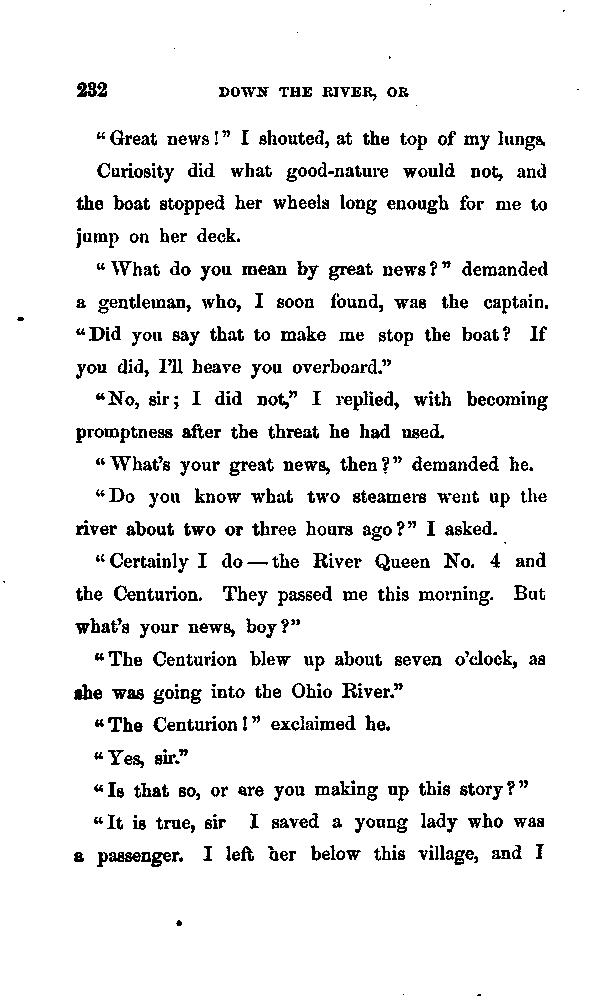 232 DOWN THE RIVER, OR
“Great news!” I shouted, at the top of my lungs.
Curiosity did what good-nature would not, and
the boat stopped her wheels long enough for me to
jump on her deck.
“What do you mean by great news?” demanded
a gentleman, who, I soon found, was the captain.
“Did you say that to make me stop the boat? If
you did, I’ll heave you overboard.”
“No, sir; I did not,” I replied, with becoming
promptness after the threat he had used.
“What’s your great news, then?” demanded he.
“Do you know what two steamers went up the
river about two or three hours ago?” I asked.
“Certainly I do — the River Queen No. 4 and
the Centurion. They passed me this morning. But
what’s your news, boy?”
“The Centurion blew up about seven o’clock, as
she was going into the Ohio River.”
“The Centurion!” exclaimed he.
“Yes, sir.”
“Is that so, or are you making up this story?”
“It is true, sir I saved a young lady who was
a passenger. I left her below this village, and I